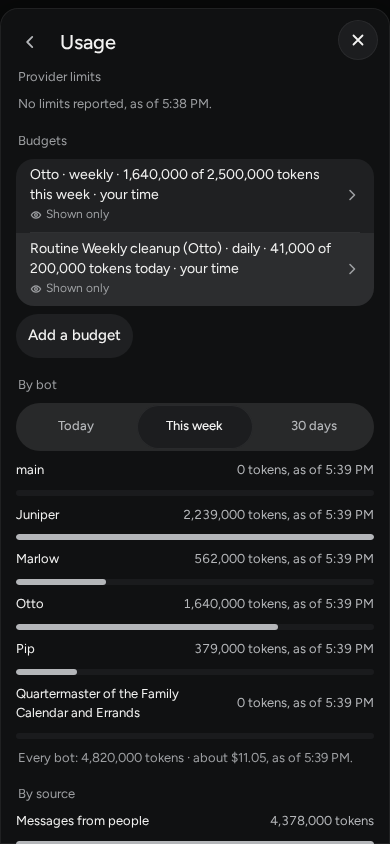 Usage
Provider limits
No limits reported, as of 5:38 PM.
Budgets
Otto · weekly · 1,640,000 of 2,500,000 tokens
this week · your time
Shown only
Routine Weekly cleanup (Otto) · daily · 41,000 of
200,000 tokens today · your time
Shown only
Add a budget
By bot
Today This week 30 days
main 0 tokens, as of 5:39 PM
Juniper 2,239,000 tokens, as of 5:39 PM
Marlow 562,000 tokens, as of 5:39 PM
Otto 1,640,000 tokens, as of 5:39 PM
Pip 379,000 tokens, as of 5:39 PM
Quartermaster of the Family
Calendar and Errands 0 tokens, as of 5:39 PM
Every bot: 4,820,000 tokens · about $11.05, as of 5:39 PM.
By source
Messages from people 4,378,000 tokens